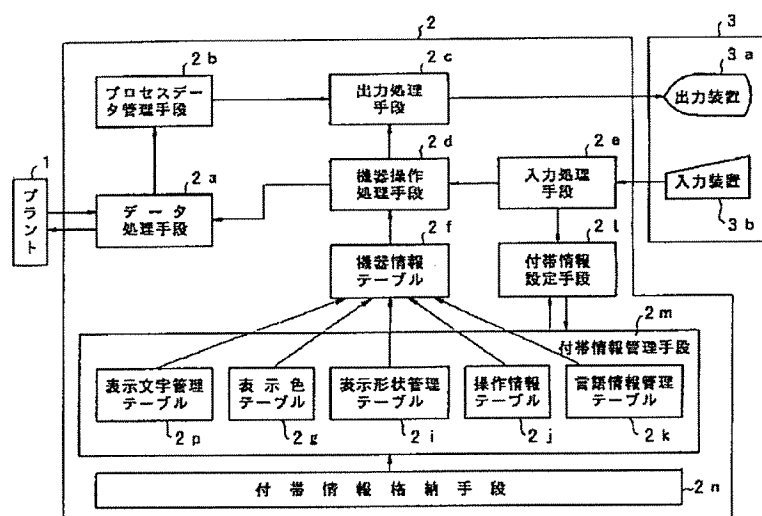 2
3
2b
プロセスデー
タ管理手段
2c
出力処理
手段
3a
出力装置
2d
機器操作
処理手段
2e
入力処理
手段
入力装置
3b
1
プラント
2a
データ
処理手段
2f
機器情報
テーブル
2l
付帯情報
設定手段
2m
付帯情報管理手段
表示文字管理
テーブル
表示色
テーブル
表示形状管理
テーブル
操作情報
テーブル
言語情報管理
テーブル
2p
2g
2i
2j
2k
付帯情報格納手段
2n